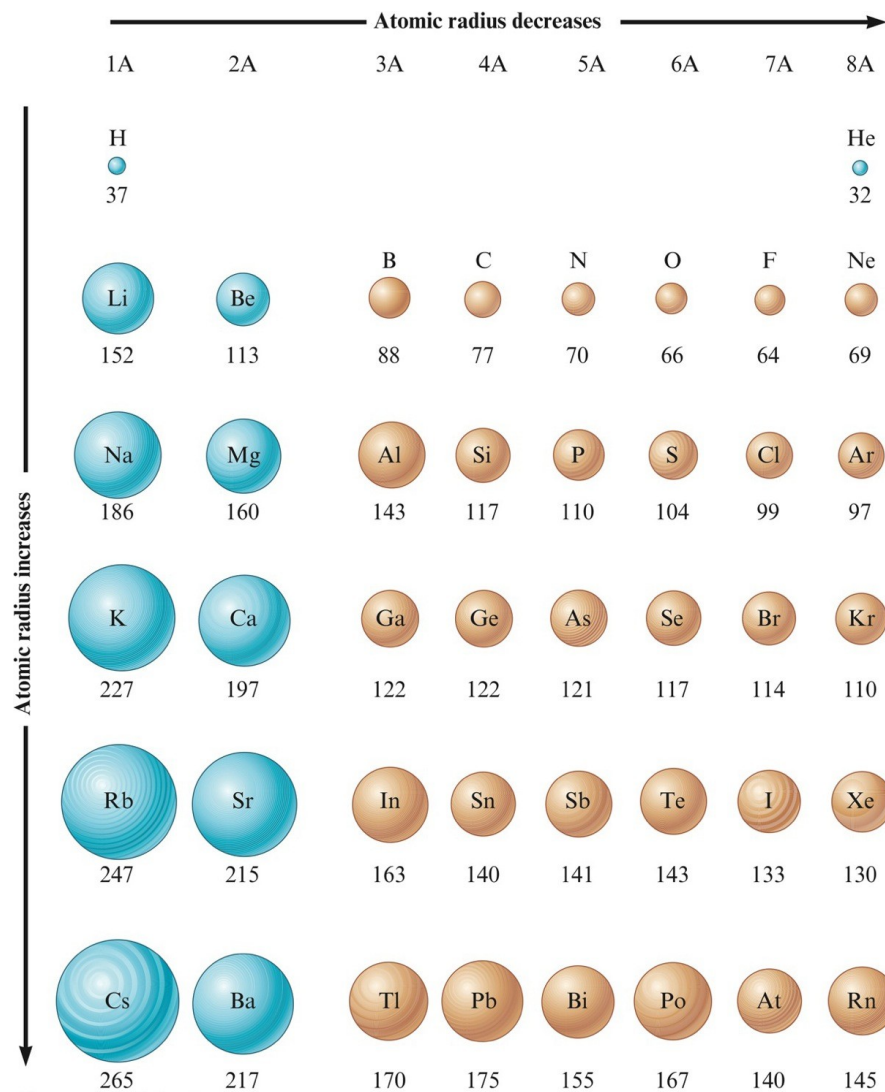 Atomic radius decreases
1A 2A 3A 4A 5A 6A 7A 8A
Atomic radius increases
H He
37 32
B C N O F Ne
Li Be
152 113 88 77 70 66 64 69
Na Mg Al Si P S Cl Ar
186 160 143 117 110 104 99 97
K Ca Ga Ge As Se Br Kr
227 197 122 122 121 117 114 110
Rb Sr In Sn Sb Te I Xe
247 215 163 140 141 143 133 130
Cs Ba Tl Pb Bi Po At Rn
265 217 170 175 155 167 140 145